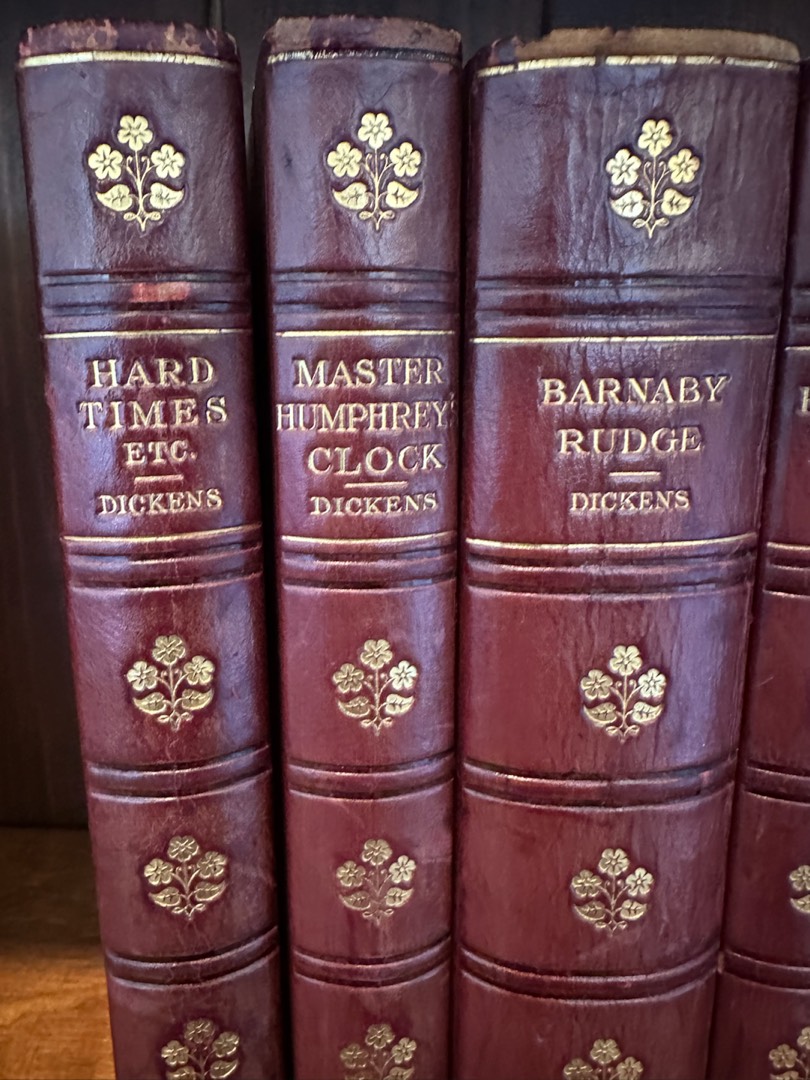 HARD
TIMES
ETC.
DICKENS
MASTER
HUMPHREY'S
CLOCK
DICKENS
BARNABY
RUDGE
DICKENS